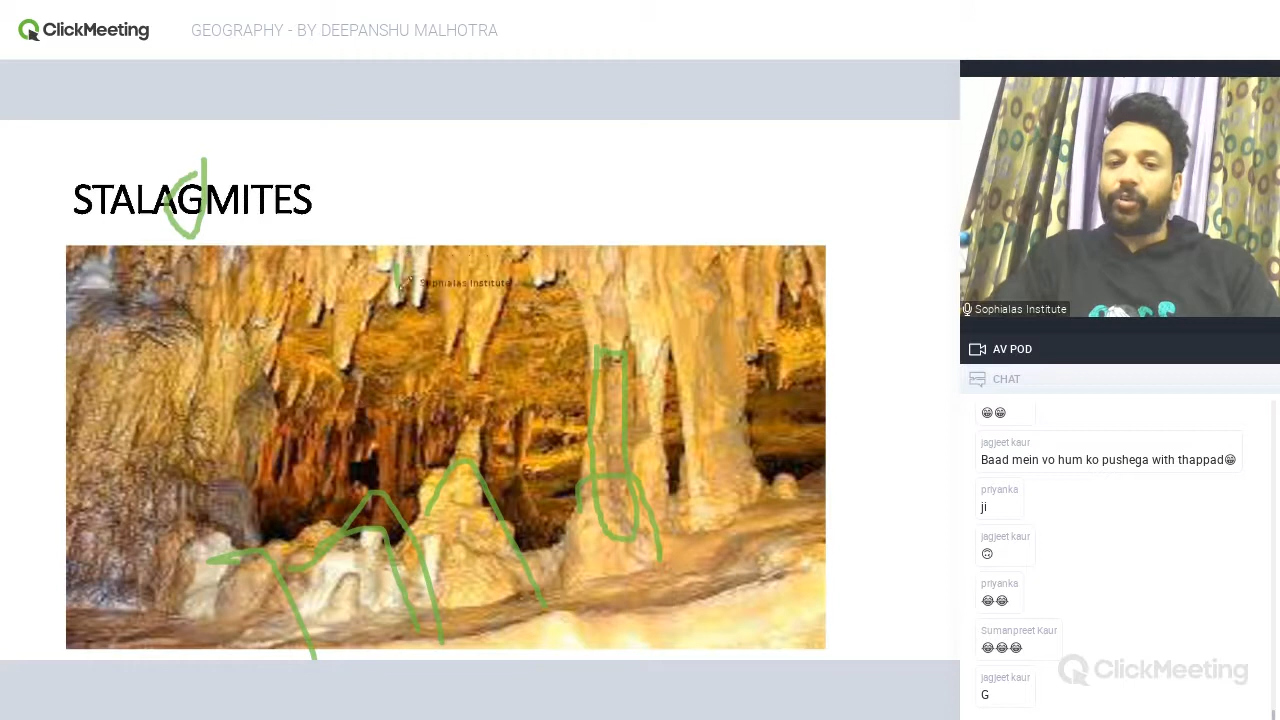 ClickMeeting
GEOGRAPHY - BY DEEPANSHU MALHOTRA
STALAGMITES
Sophialas Institute
Sophialas Institute
AV POD
CHAT
😁😁
jagjeet kaur
Baad mein vo hum ko pushega with thappad😁
priyanka
ji
jagjeet kaur
🙃
priyanka
😂😂
Sumanpreet Kaur
😂😂😂
jagjeet kaur
G
ClickMeeting